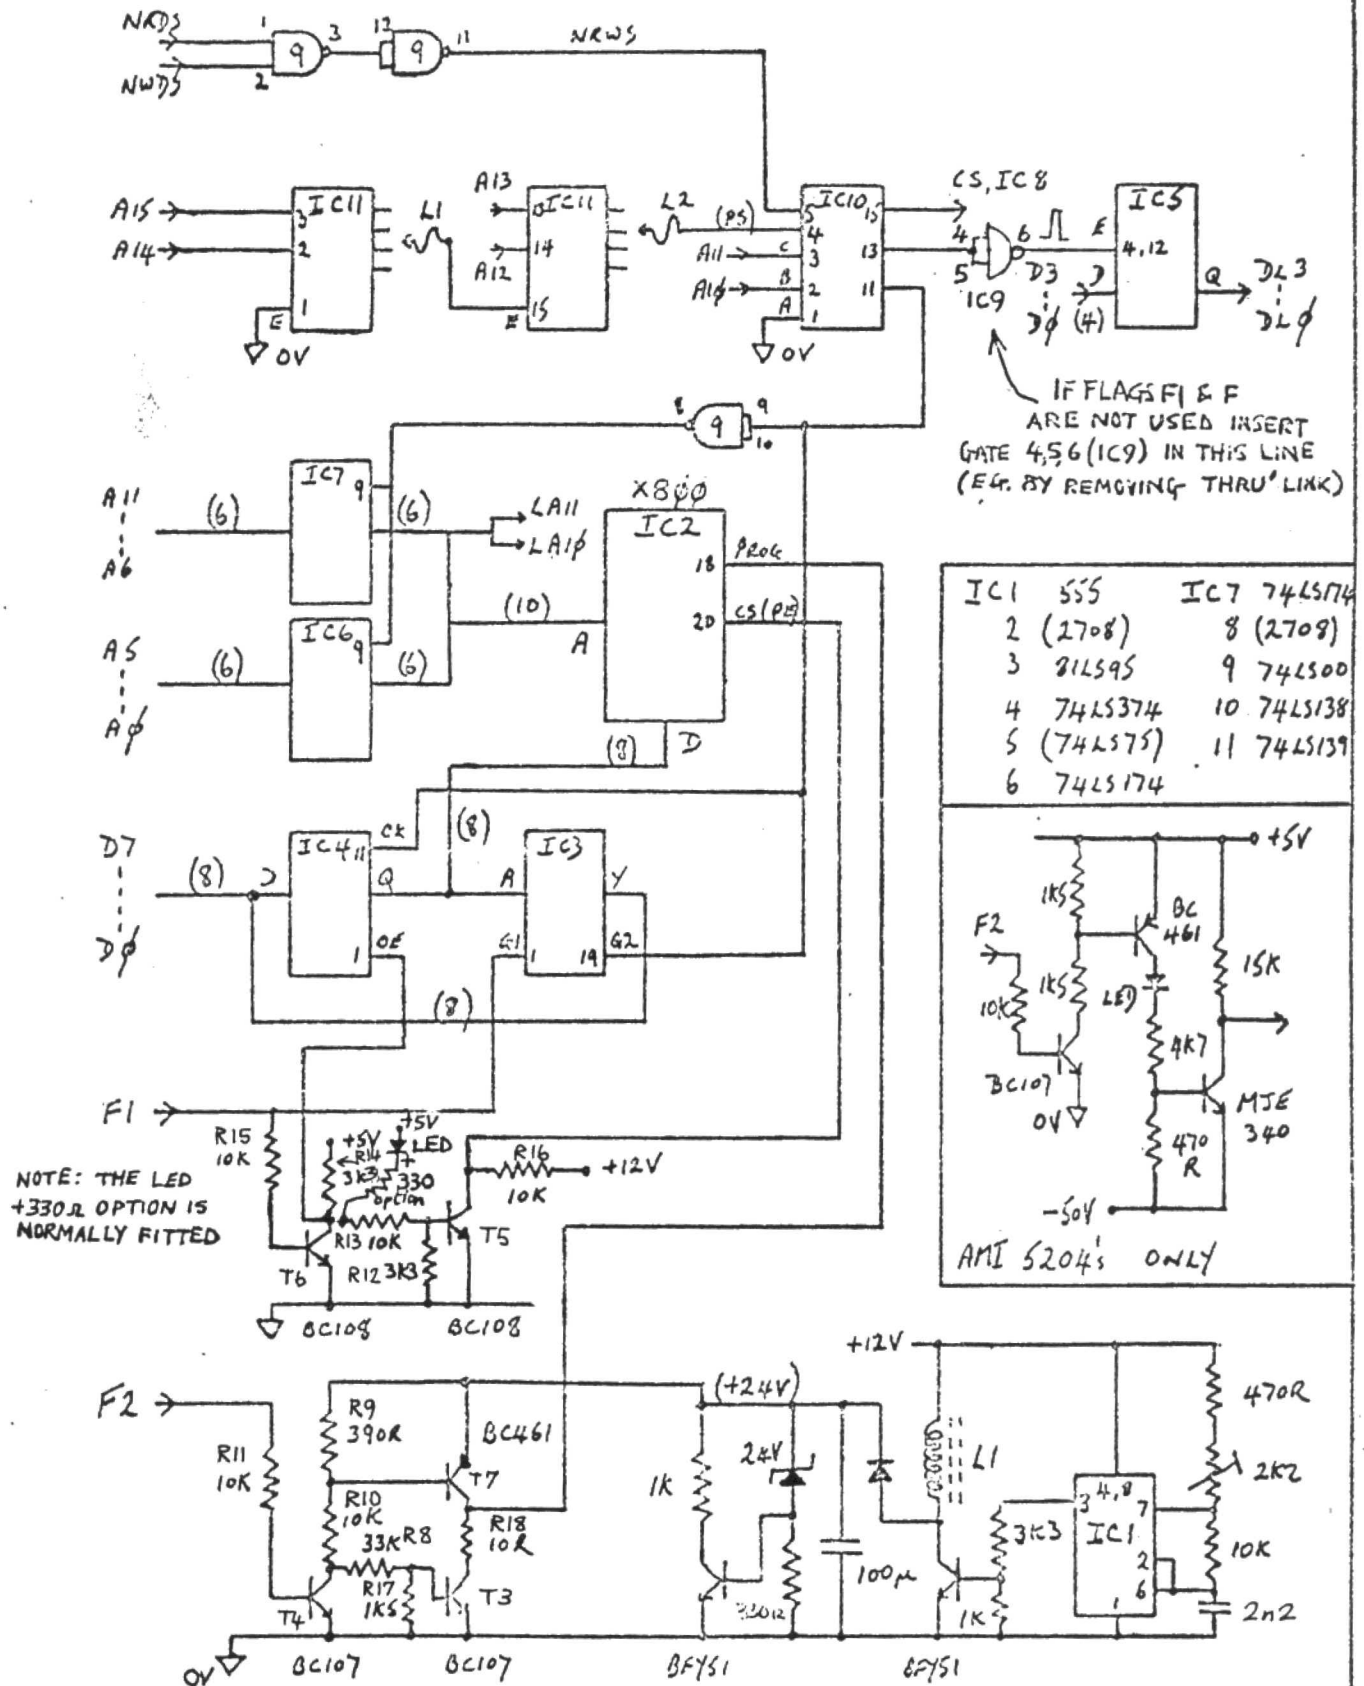 NRDS
NWDS
1
2
9
3
12
9
11
NRWS
A15
A14
3
2
1
IC11
E
0V
L1
A13
A12
13
14
15
IC11
E
L2
(PS)
A11
A1ϕ
C
B
A
5
4
3
2
1
IC10
15
13
11
0V
CS, IC8
4
5
6
IC9
E
D3
Dϕ
D
(4)
IC5
4,12
Q
DL3
DLϕ
IF FLAGS F1 & F
ARE NOT USED INSERT
GATE 4,5,6 (IC9) IN THIS LINE
(EG. BY REMOVING THRU' LINK)
8
9
9
10
A11
A6
(6)
IC7
9
(6)
LA11
LA1ϕ
X8ϕϕ
IC2
18
PROG
20
CS (PE)
(10)
A
A5
Aϕ
(6)
IC6
9
(6)
(8)
D
IC1 555
2 (2708)
3 81LS95
4 74LS374
5 (74LS75)
6 74LS174
IC7 74LS174
8 (2708)
9 74LS00
10 74LS138
11 74LS139
D7
Dϕ
(8)
D
IC4
11
CK
Q
1
OE
(8)
A
IC3
Y
G1
1
19
G2
(8)
+5V
1K5
BC
461
F2
10K
1K5
LED
15K
4K7
BC107
0V
MJE
340
470
R
-50V
AMI 5204's ONLY
F1
R15
10K
+5V
R14
3K3
+5V
LED
330
option
R16
10K
+12V
NOTE: THE LED
+330Ω OPTION IS
NORMALLY FITTED
T6
R13 10K
R12 3K3
T5
BC108
BC108
F2
R11
10K
R9
390R
BC461
T7
R10
10K
33K R8
R18
10R
R17
1K5
T4
T3
0V
BC107
BC107
(+24V)
1K
24V
330R
100μ
BFY51
+12V
L1
3K3
1K
BFY51
3
4,8
IC1
7
2
6
1
470R
2K2
10K
2n2